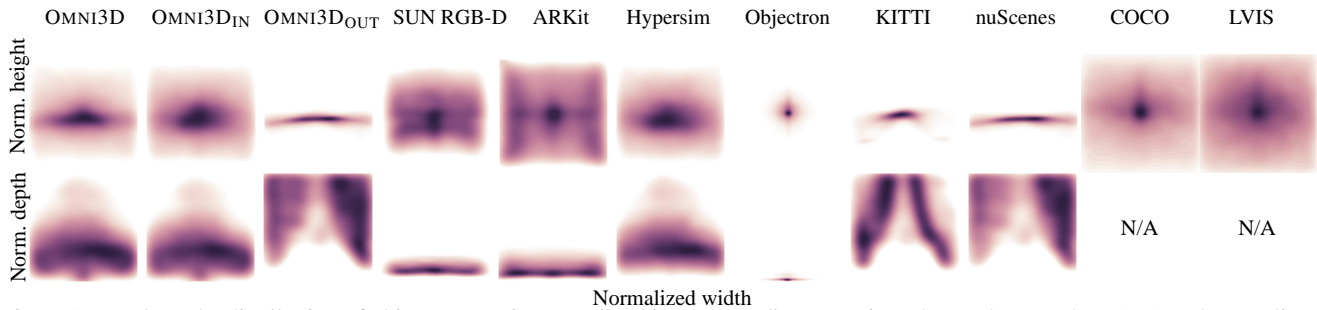 OMNI3D OMNI3DIN OMNI3DOUT SUN RGB-D ARKit Hypersim Objectron KITTI nuScenes COCO LVIS
Norm. height
Norm. depth
N/A N/A
Normalized width